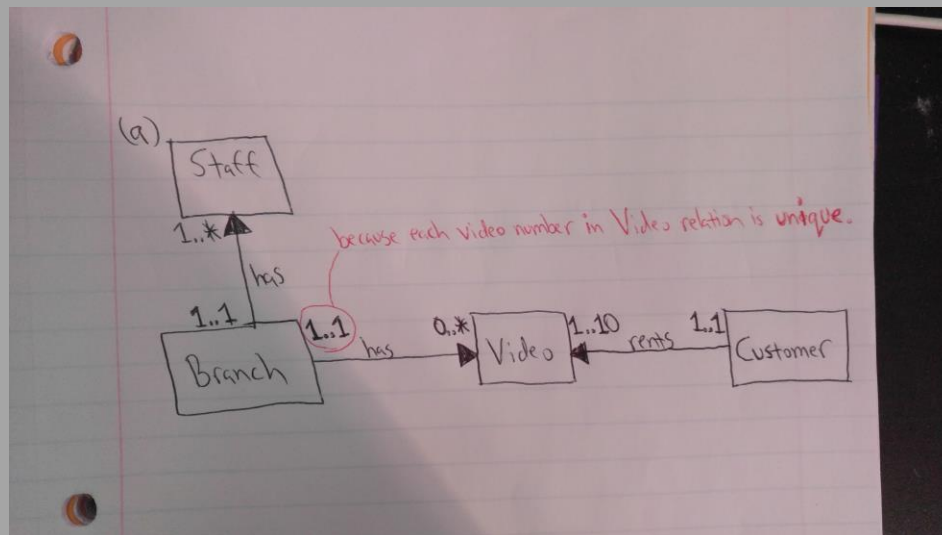 (a)
Staff
1..*
because each video number in Video relation is unique.
has
1..1
1..1
0..*
1..10
1..1
has
rents
Branch
Video
Customer